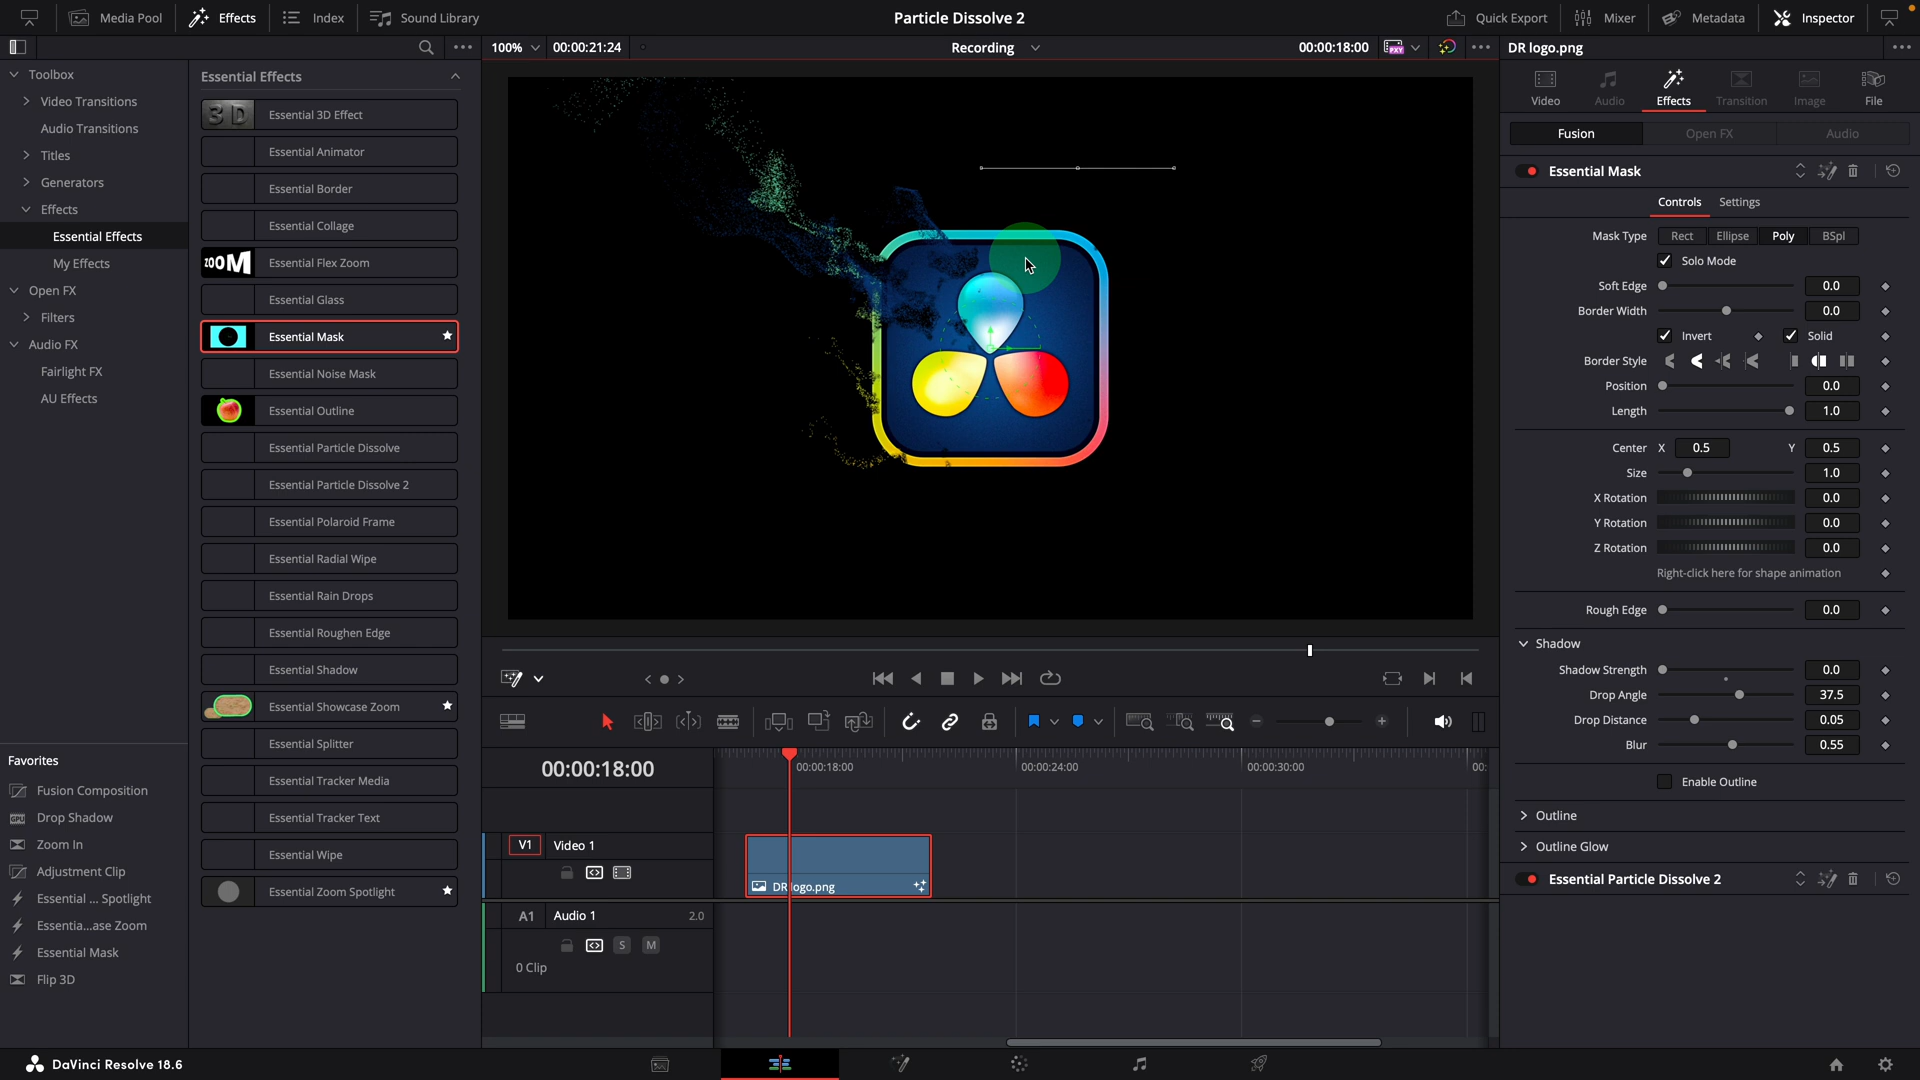 Media Pool
Effects
Index
Sound Library
Particle Dissolve 2
Quick Export
Mixer
Metadata
Inspector
100%
00:00:21:24
Recording
00:00:18:00
DR logo.png
Toolbox
Video Transitions
Audio Transitions
Titles
Generators
Effects
Essential Effects
My Effects
Open FX
Filters
Audio FX
Fairlight FX
AU Effects
Favorites
Fusion Composition
Drop Shadow
Zoom In
Adjustment Clip
Essential ... Spotlight
Essentia...ase Zoom
Essential Mask
Flip 3D
Essential Effects
3D Essential 3D Effect
Essential Animator
Essential Border
Essential Collage
ZOOM Essential Flex Zoom
Essential Glass
Essential Mask
Essential Noise Mask
Essential Outline
Essential Particle Dissolve
Essential Particle Dissolve 2
Essential Polaroid Frame
Essential Radial Wipe
Essential Rain Drops
Essential Roughen Edge
Essential Shadow
Essential Showcase Zoom
Essential Splitter
Essential Tracker Media
Essential Tracker Text
Essential Wipe
Essential Zoom Spotlight
00:00:18:00
00:00:18:00
00:00:24:00
00:00:30:00
00:
V1 Video 1
DR logo.png
A1 Audio 1 2.0
S M
0 Clip
Video
Audio
Effects
Transition
Image
File
Fusion
Open FX
Audio
Essential Mask
Controls
Settings
Mask Type Rect Ellipse Poly BSpl
Solo Mode
Soft Edge 0.0
Border Width 0.0
Invert Solid
Border Style
Position 0.0
Length 1.0
Center X 0.5 Y 0.5
Size 1.0
X Rotation 0.0
Y Rotation 0.0
Z Rotation 0.0
Right-click here for shape animation
Rough Edge 0.0
Shadow
Shadow Strength 0.0
Drop Angle 37.5
Drop Distance 0.05
Blur 0.55
Enable Outline
Outline
Outline Glow
Essential Particle Dissolve 2
DaVinci Resolve 18.6